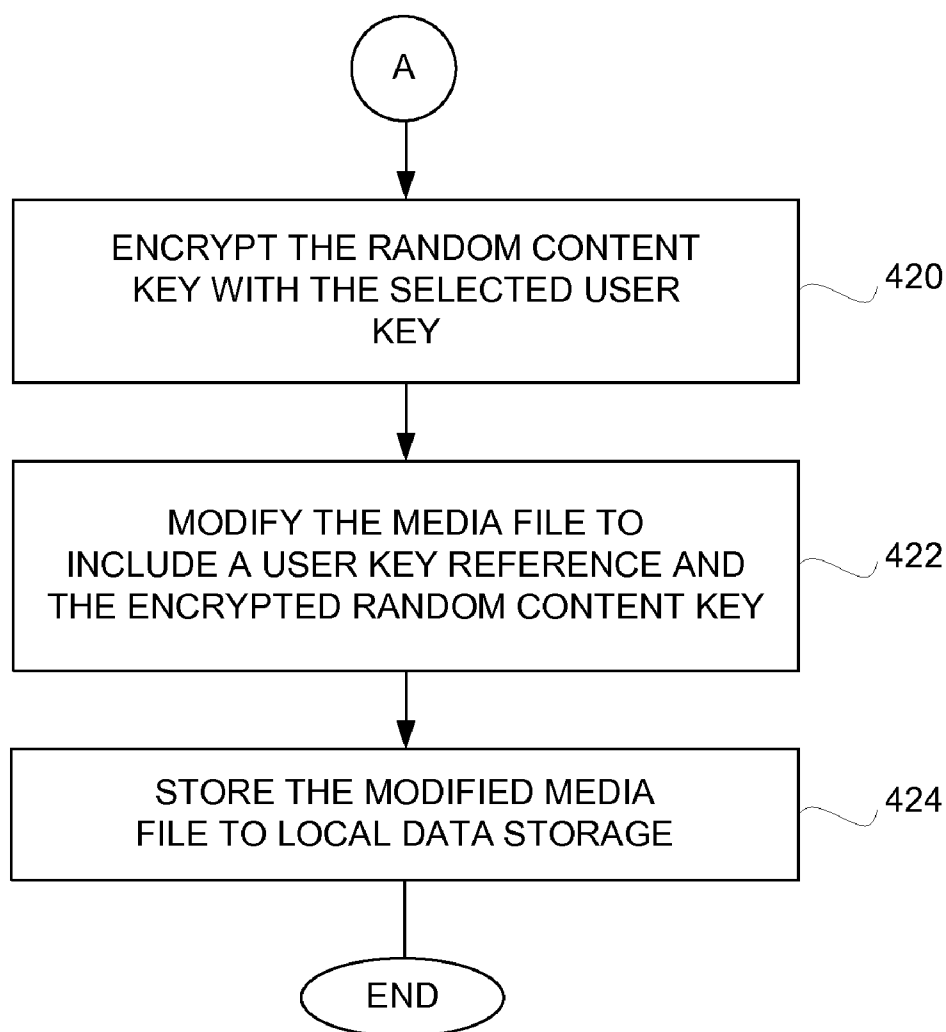 A
ENCRYPT THE RANDOM CONTENT
KEY WITH THE SELECTED USER
KEY
420
MODIFY THE MEDIA FILE TO
INCLUDE A USER KEY REFERENCE AND
THE ENCRYPTED RANDOM CONTENT KEY
422
STORE THE MODIFIED MEDIA
FILE TO LOCAL DATA STORAGE
424
END